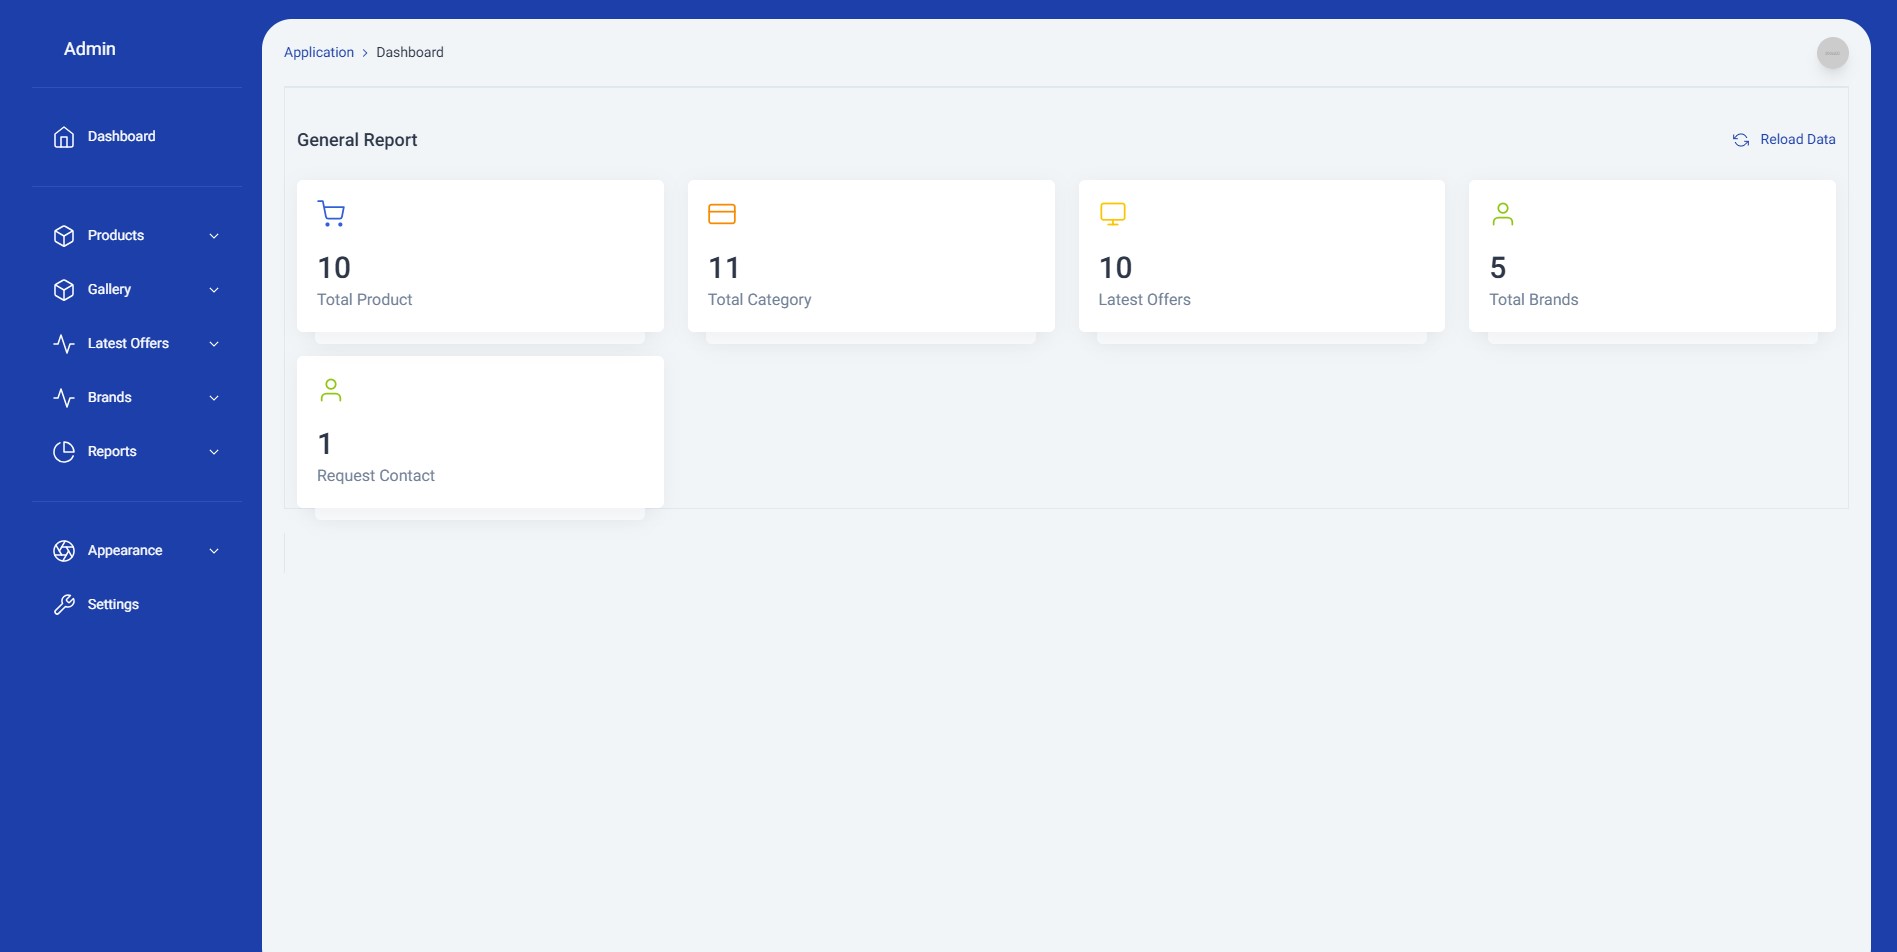 Admin
Application > Dashboard
Dashboard
General Report
Reload Data
Products
Gallery
Latest Offers
Brands
Reports
Appearance
Settings
10
Total Product
11
Total Category
10
Latest Offers
5
Total Brands
1
Request Contact